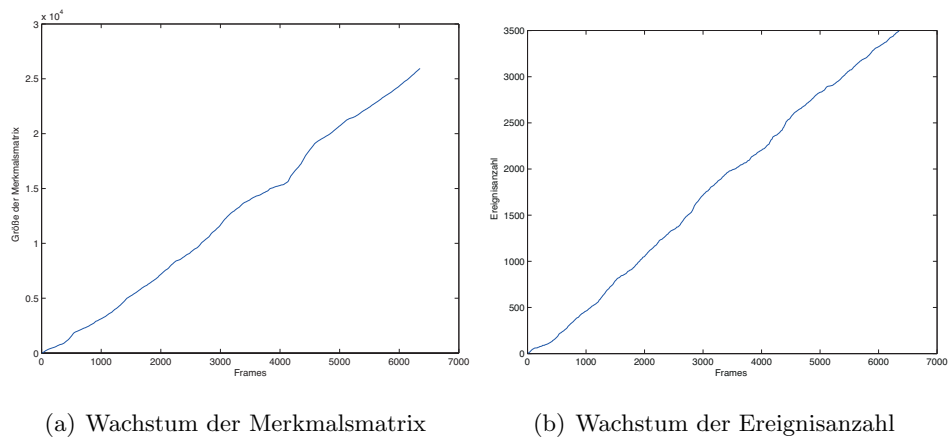 x 10⁴
3
2.5
2
1.5
1
0.5
0
Größe der Merkmalsmatrix
0 1000 2000 3000 4000 5000 6000 7000
Frames
(a) Wachstum der Merkmalsmatrix
3500
3000
2500
2000
1500
1000
500
0
Ereignisanzahl
0 1000 2000 3000 4000 5000 6000 7000
Frames
(b) Wachstum der Ereignisanzahl